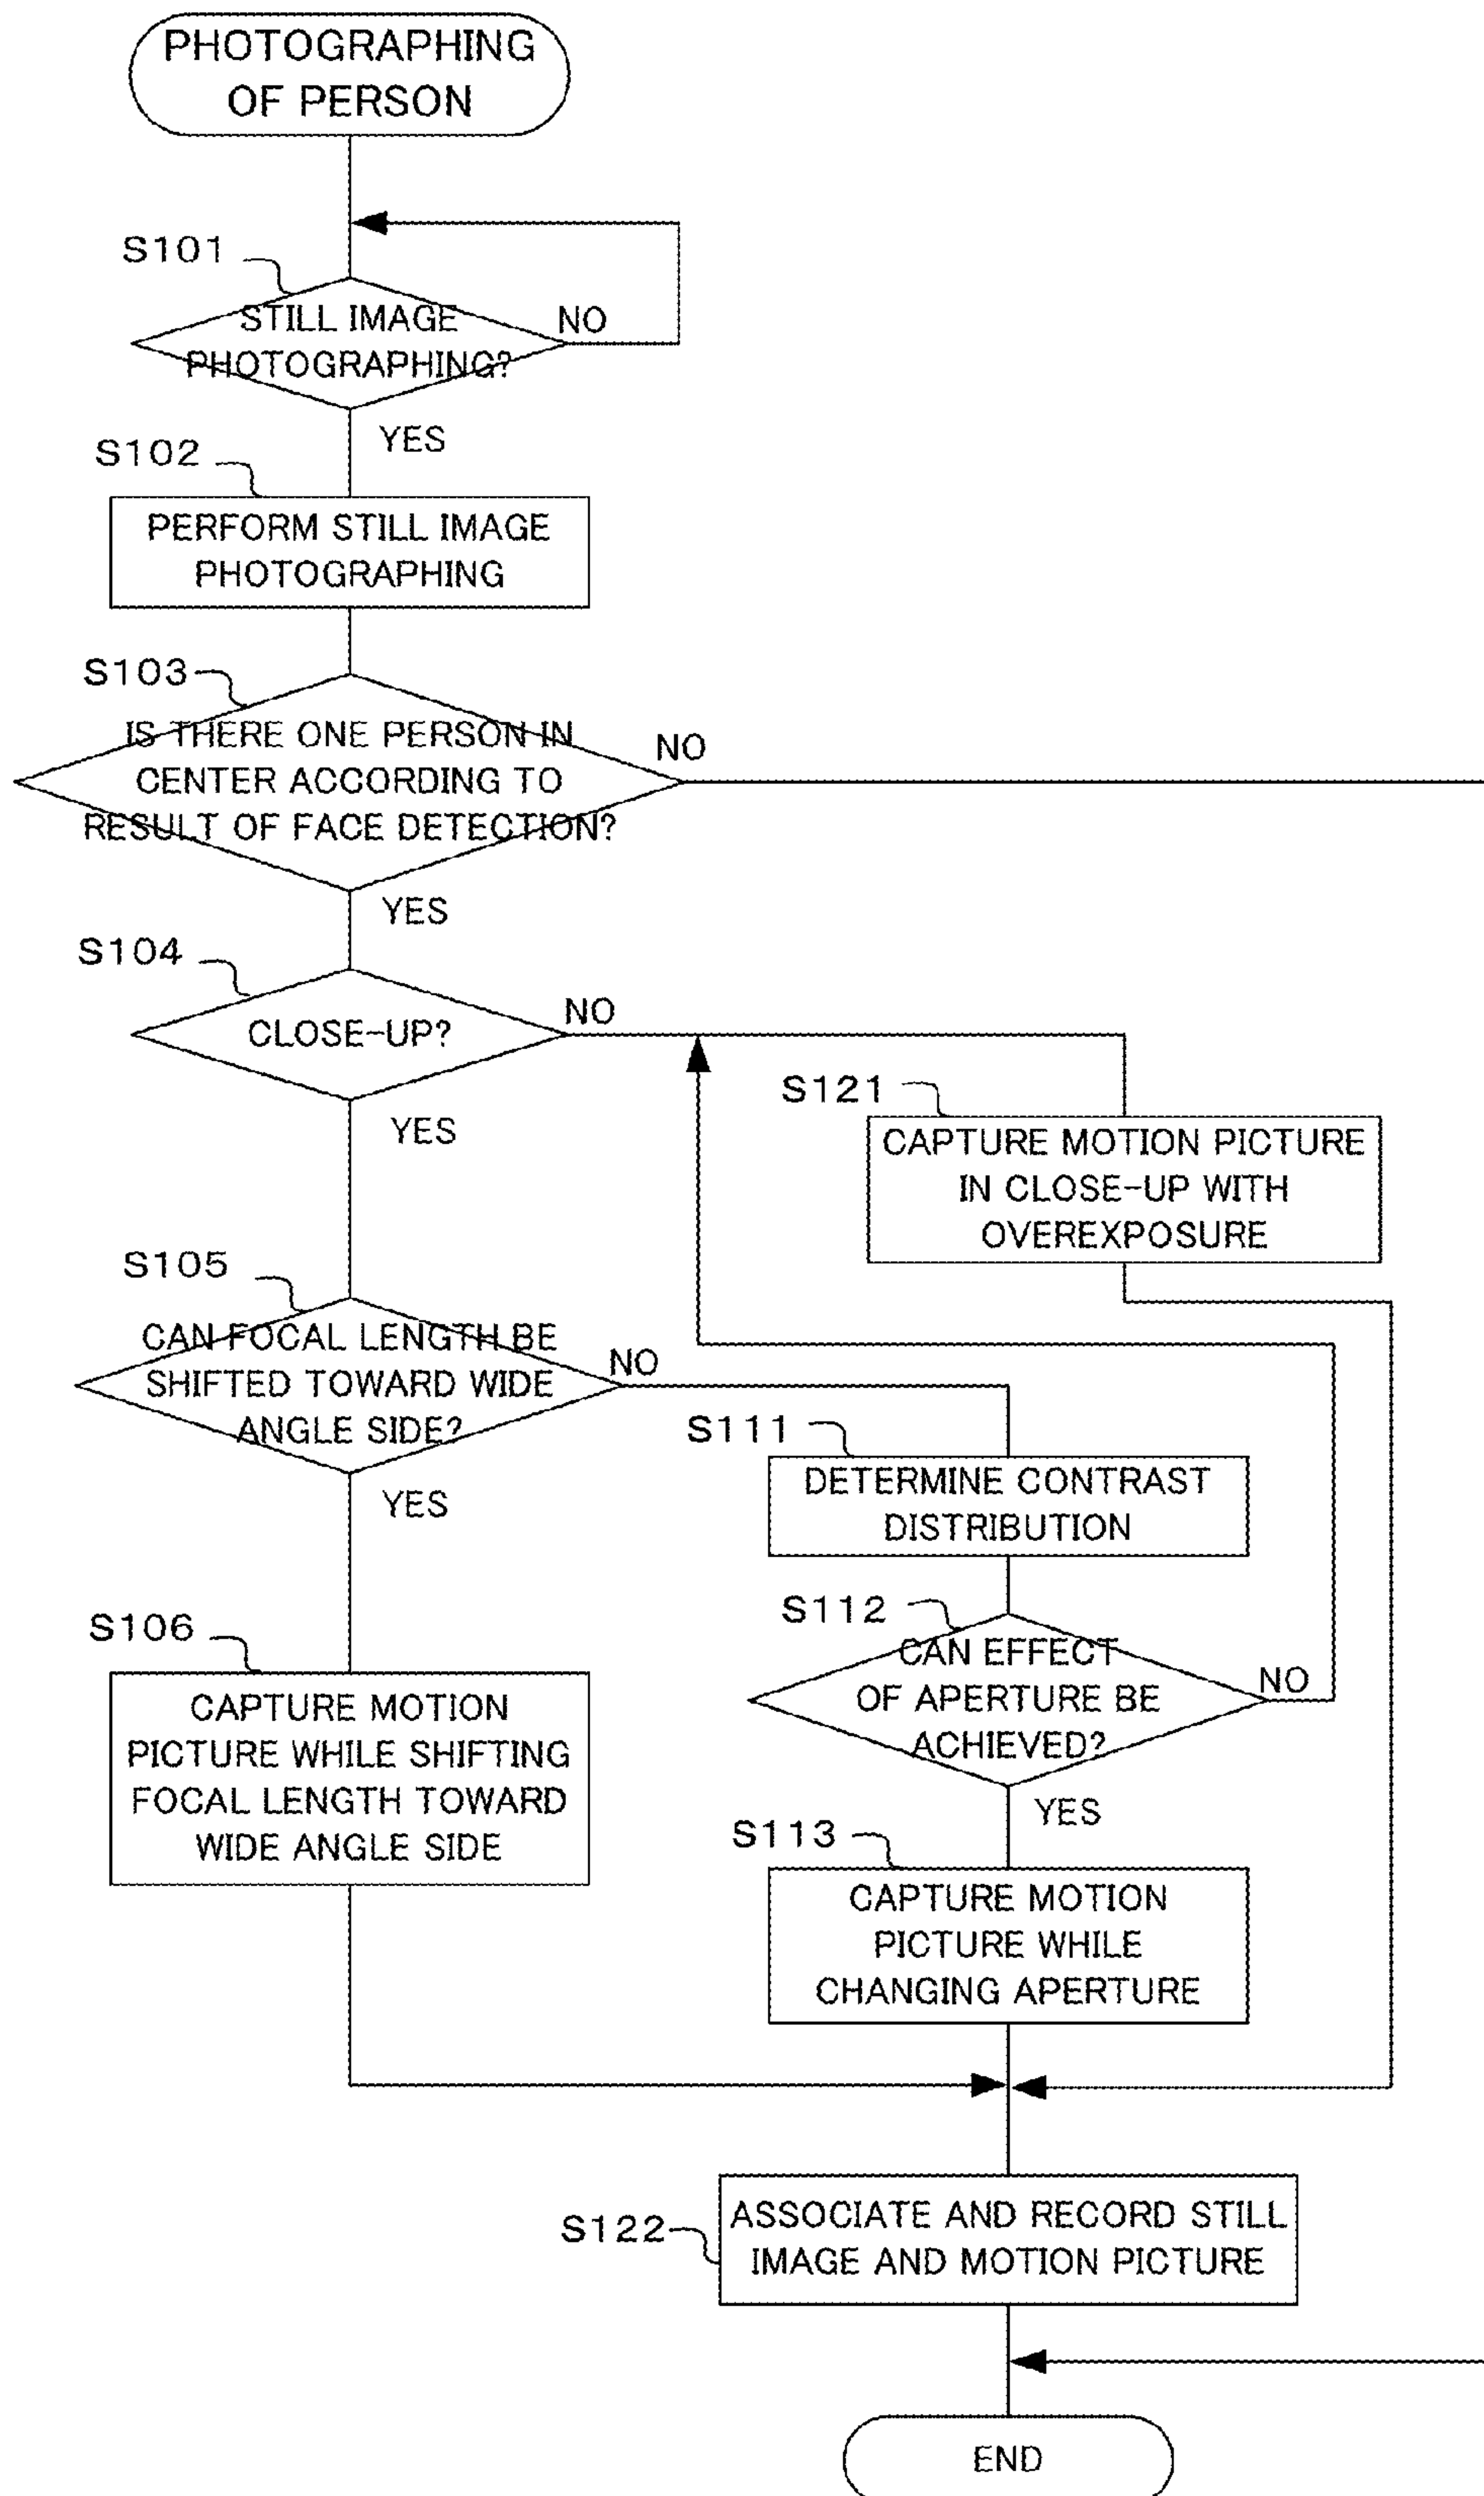 PHOTOGRAPHING
OF PERSON
S101
STILL IMAGE
PHOTOGRAPHING?
NO
YES
S102
PERFORM STILL IMAGE
PHOTOGRAPHING
S103
IS THERE ONE PERSON IN
CENTER ACCORDING TO
RESULT OF FACE DETECTION?
NO
YES
S104
CLOSE-UP?
NO
YES
S121
CAPTURE MOTION PICTURE
IN CLOSE-UP WITH
OVEREXPOSURE
S105
CAN FOCAL LENGTH BE
SHIFTED TOWARD WIDE
ANGLE SIDE?
NO
YES
S111
DETERMINE CONTRAST
DISTRIBUTION
S112
CAN EFFECT
OF APERTURE BE
ACHIEVED?
NO
YES
S106
CAPTURE MOTION
PICTURE WHILE SHIFTING
FOCAL LENGTH TOWARD
WIDE ANGLE SIDE
S113
CAPTURE MOTION
PICTURE WHILE
CHANGING APERTURE
S122
ASSOCIATE AND RECORD STILL
IMAGE AND MOTION PICTURE
END